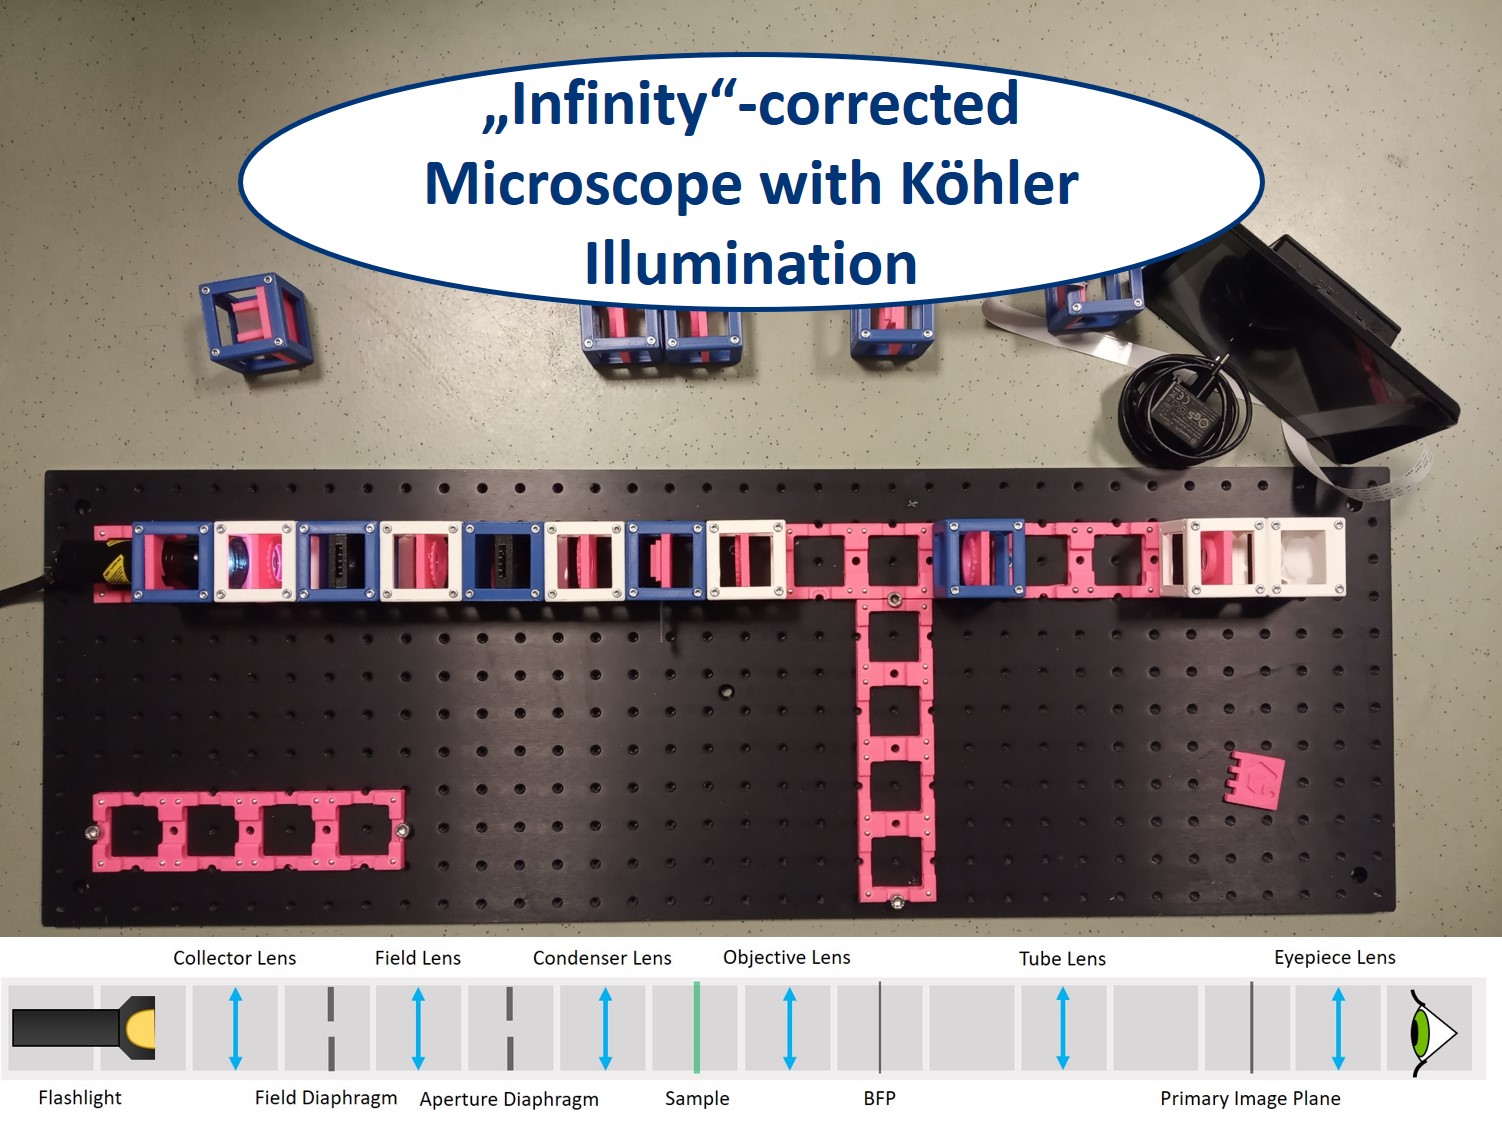 „Infinity“-corrected
Microscope with Köhler
Illumination
Collector Lens
Field Lens
Condenser Lens
Objective Lens
Tube Lens
Eyepiece Lens
Flashlight
Field Diaphragm
Aperture Diaphragm
Sample
BFP
Primary Image Plane